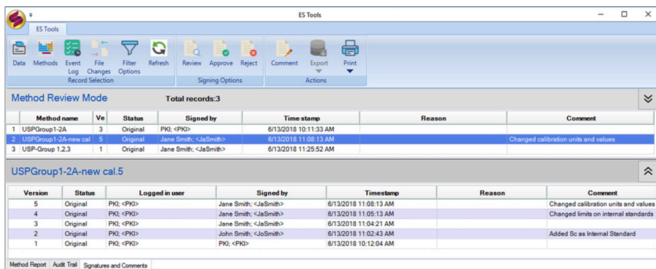 ES Tools
ES Tools
Data Methods Event Log File Changes Filter Options Refresh Review Approve Reject Comment Export Print
Record Selection Signing Options Actions
Method Review Mode Total records:3
Method name Ve Status Signed by Time stamp Reason Comment
1 USPGroup1-2A 3 Original PKI; <PKI> 6/13/2018 10:11:33 AM
2 USPGroup1-2A-new cal 5 Original Jane Smith; <JaSmith> 6/13/2018 11:08:13 AM Changed calibration units and values
3 USP-Group 1.2.3 1 Original Jane Smith; <JaSmith> 6/13/2018 11:25:52 AM
USPGroup1-2A-new cal.5
Version Status Logged in user Signed by Timestamp Reason Comment
5 Original PKI; <PKI> Jane Smith; <JaSmith> 6/13/2018 11:08:13 AM Changed calibration units and values
4 Original PKI; <PKI> Jane Smith; <JaSmith> 6/13/2018 11:05:13 AM Changed limits on internal standards
3 Original PKI; <PKI> Jane Smith; <JaSmith> 6/13/2018 11:04:21 AM
2 Original PKI; <PKI> John Smith; <JoSmith> 6/13/2018 11:02:43 AM Added Sc as Internal Standard
1 Original PKI; <PKI> PKI; <PKI> 6/13/2018 10:12:04 AM
Method Report Audit Trail Signatures and Comments